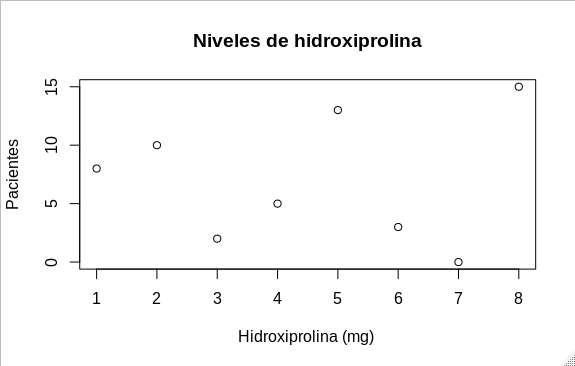 Niveles de hidroxiprolina
Pacientes
15
10
5
0
1 2 3 4 5 6 7 8
Hidroxiprolina (mg)